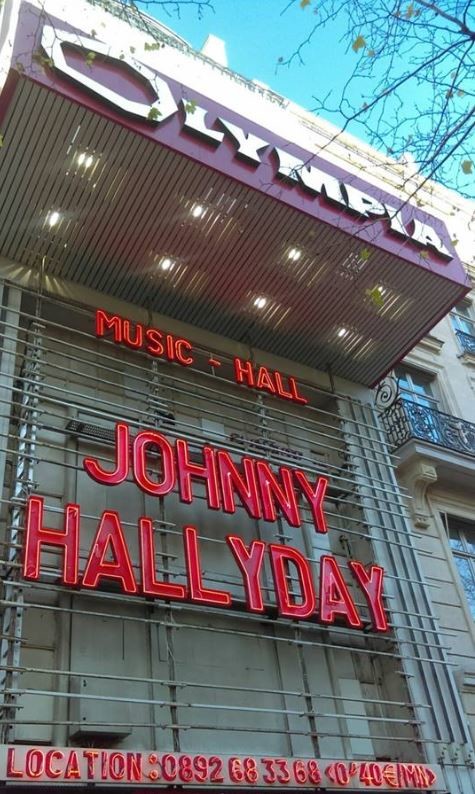 OLYMPIA
MUSIC - HALL
JOHNNY
HALLYDAY
LOCATION : 0892 68 33 68 <0€40€/MN>